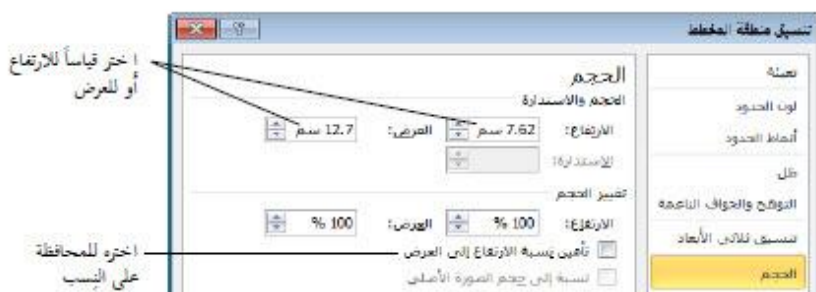 تنسيق منطقة المخطط
تعبئة
لون الحدود
أنماط الحدود
ظل
التوهج والحواف الناعمة
تنسيق ثلاثي الأبعاد
الحجم
الحجم
الحجم والاستدارة
الارتفاع: 7.62 سم العرض: 12.7 سم
الاستدارة:
تغيير الحجم
الارتفاع: 100 % العرض: 100 %
تأمين نسبة الارتفاع إلى العرض
نسبة إلى حجم الصورة الأصلي
اختر قياساً للارتفاع
أو للعرض
اختره للمحافظة
على النِسب